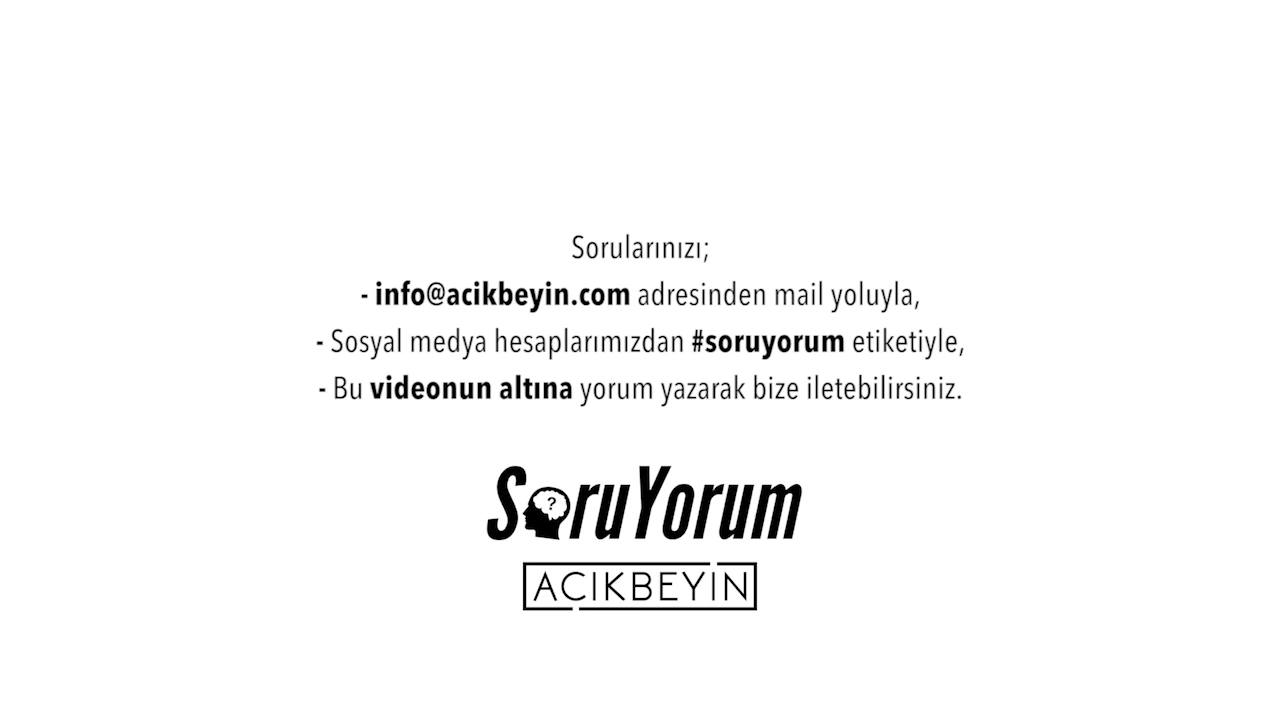 Sorularınızı;
- info@acikbeyin.com adresinden mail yoluyla,
- Sosyal medya hesaplarımızdan #soruyorum etiketiyle,
- Bu videonun altına yorum yazarak bize iletebilirsiniz.
SoruYorum
AÇIKBEYİN